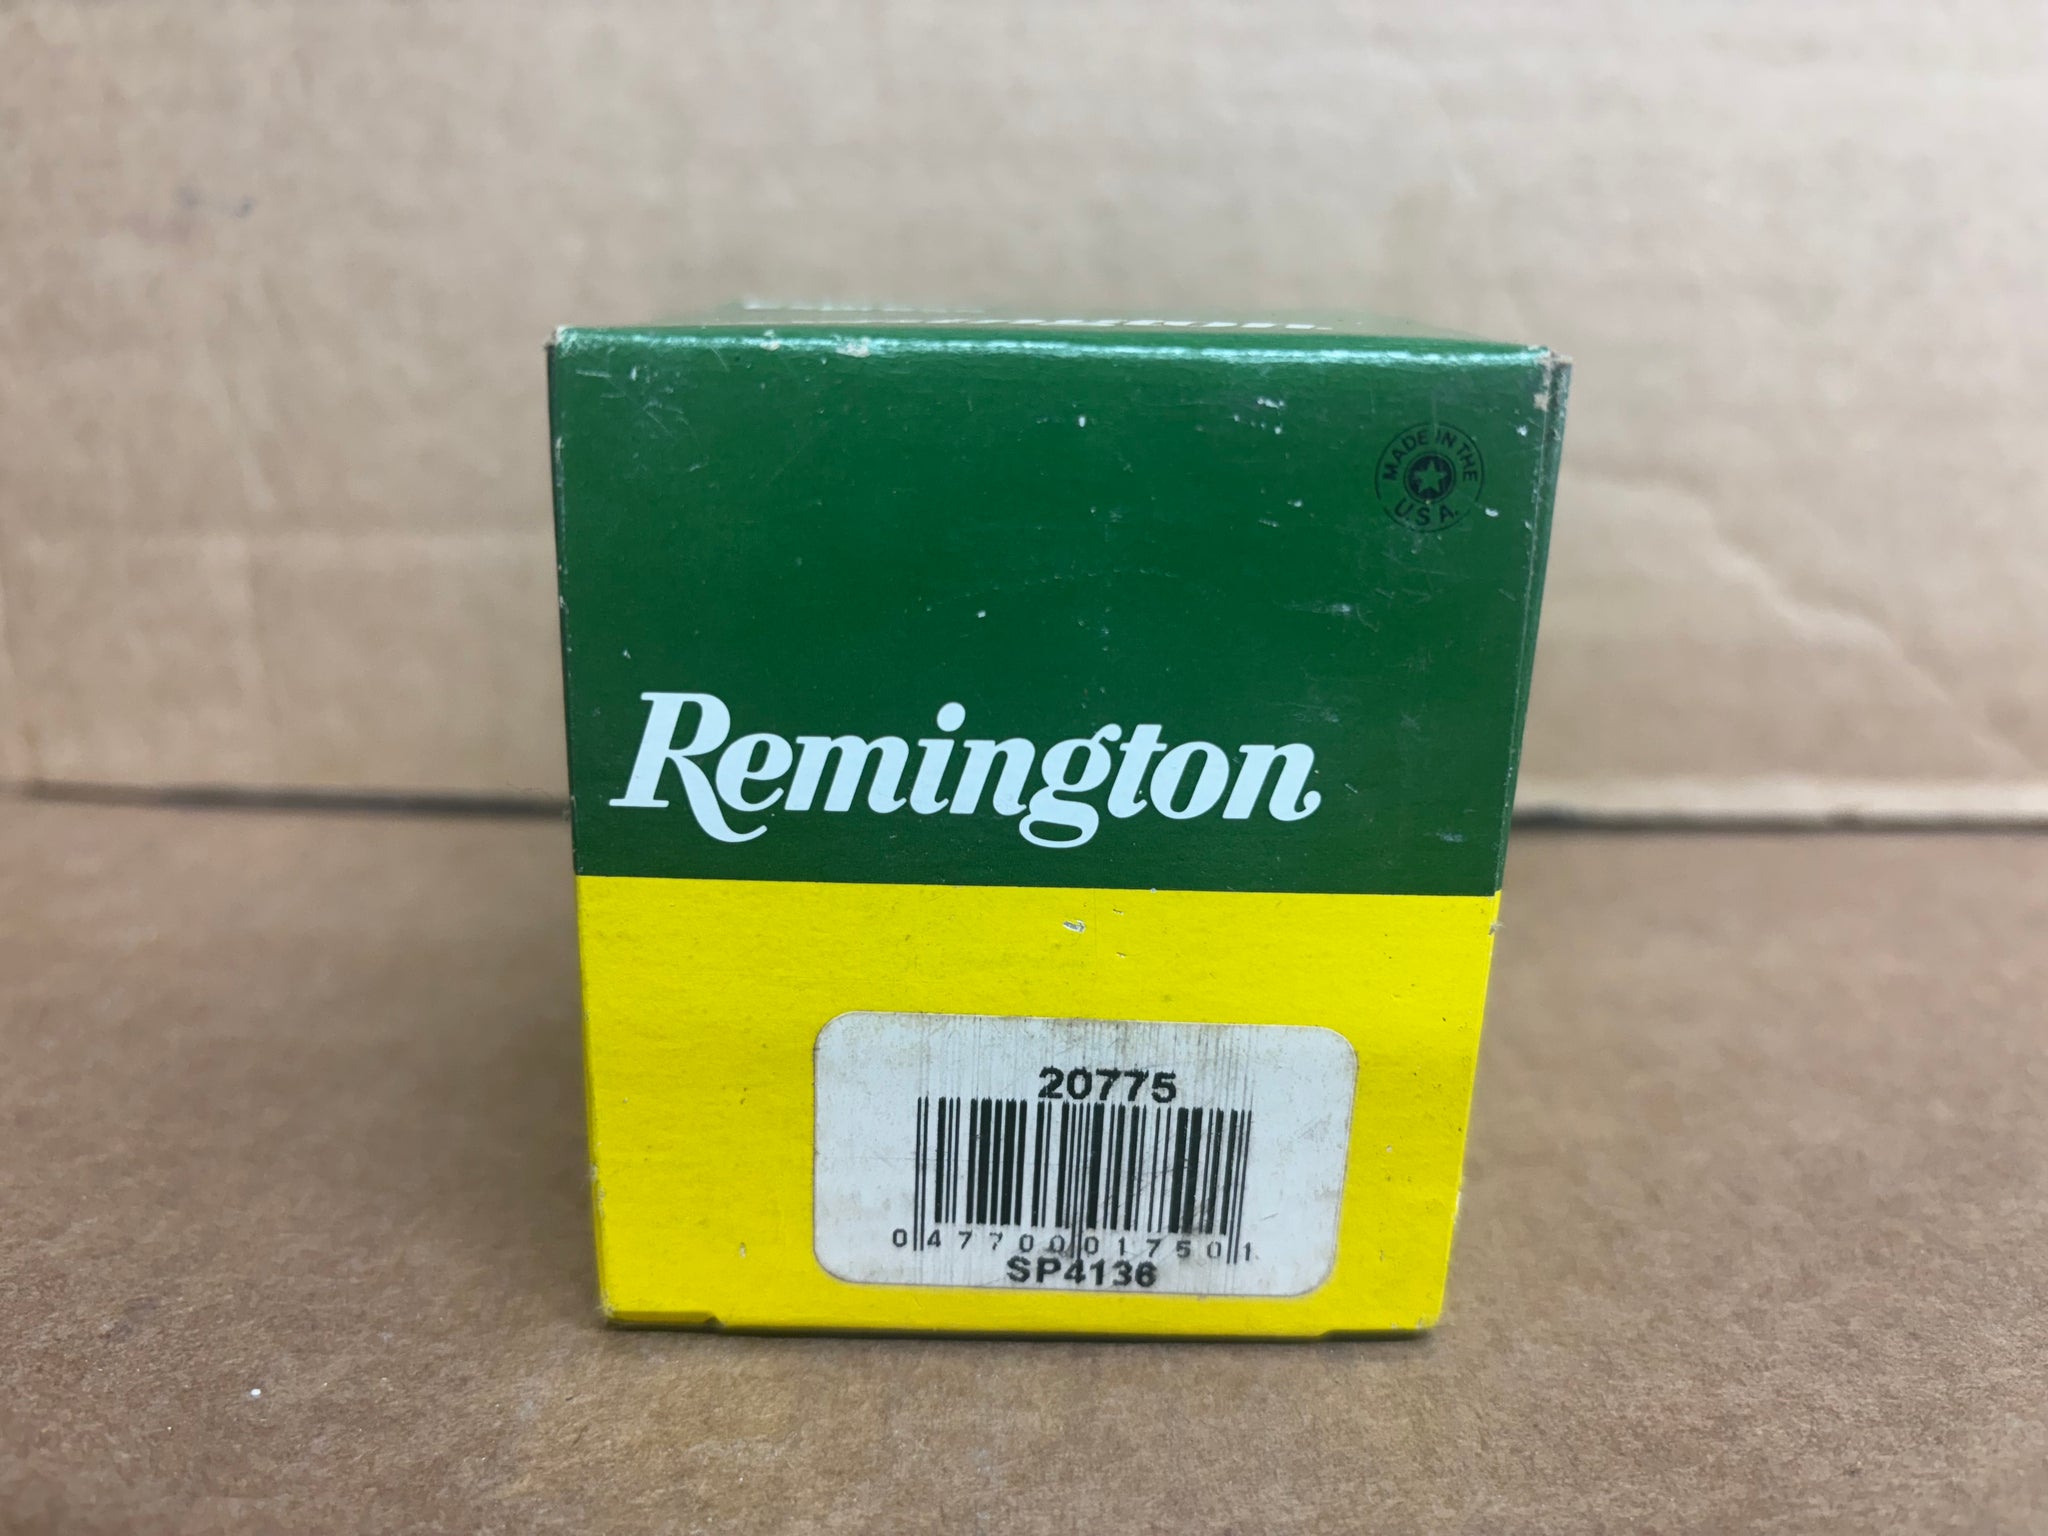 MADE IN THE
U.S.A.
Remington
20775
0 47700 01750 1
SP4136